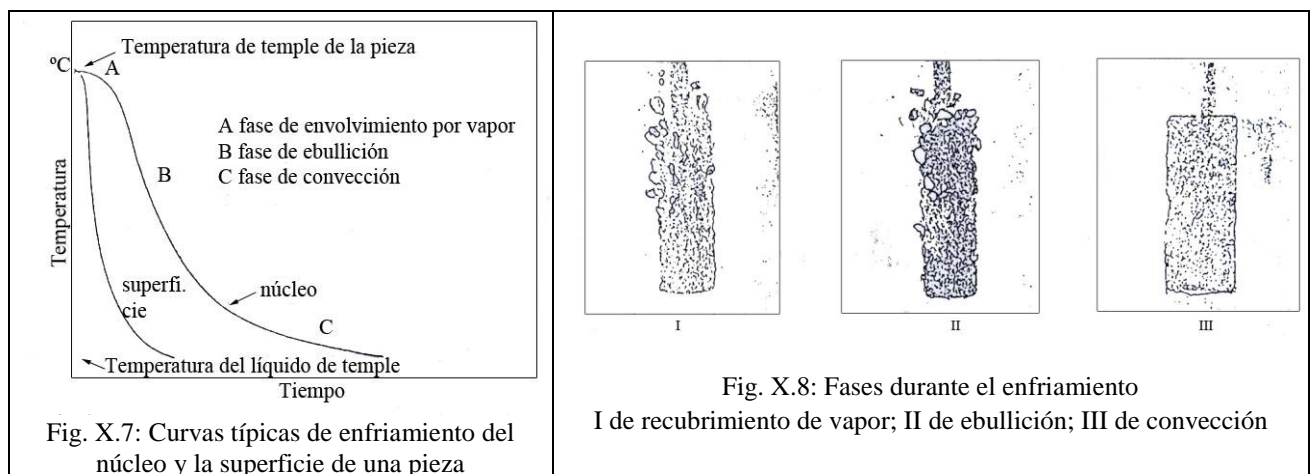 Temperatura de temple de la pieza
ºC
A
A fase de envolvimiento por vapor
B fase de ebullición
C fase de convección
B
Temperatura
superfi.
cie
núcleo
C
Temperatura del líquido de temple
Tiempo
Fig. X.7: Curvas típicas de enfriamiento del
núcleo y la superficie de una pieza
I
II
III
Fig. X.8: Fases durante el enfriamiento
I de recubrimiento de vapor; II de ebullición; III de convección